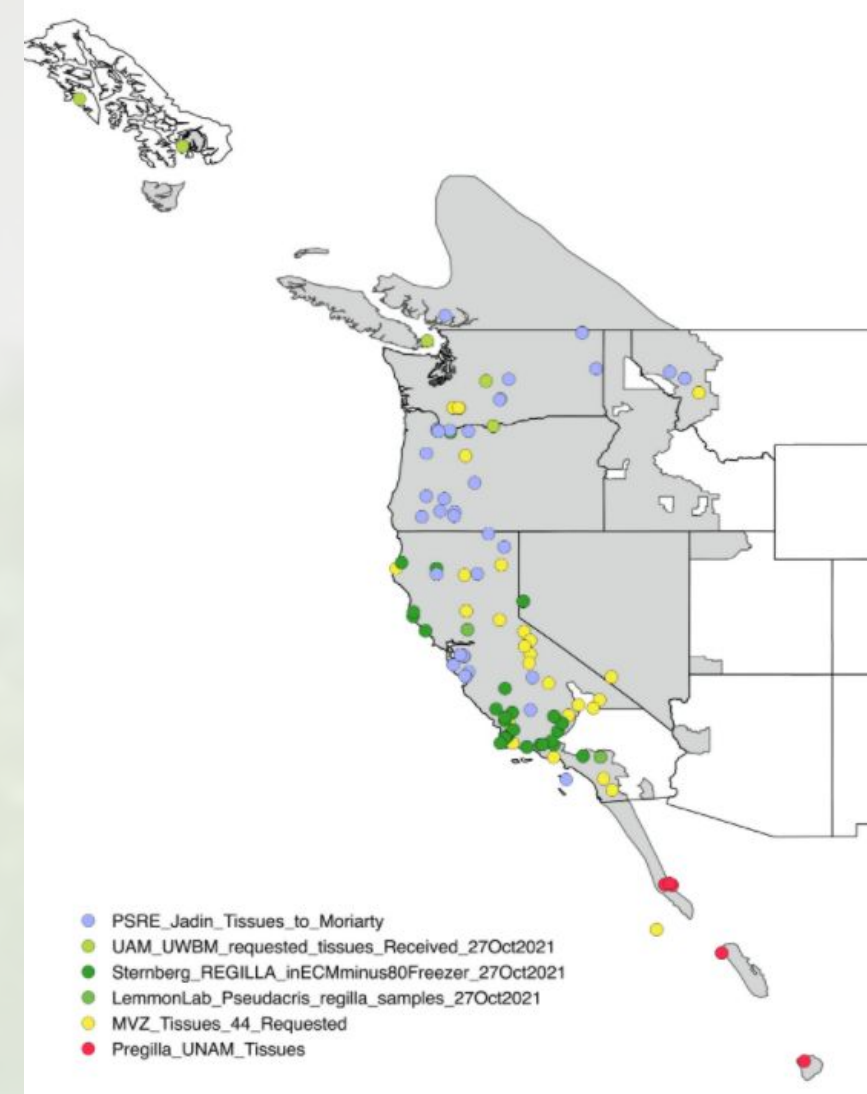 PSRE_Jadin_Tissues_to_Moriarty
UAM_UWBM_requested_tissues_Received_27Oct2021
Sternberg_REGILLA_inECMminus80Freezer_27Oct2021
LemmonLab_Pseudacris_regilla_samples_27Oct2021
MVZ_Tissues_44_Requested
Pregilla_UNAM_Tissues